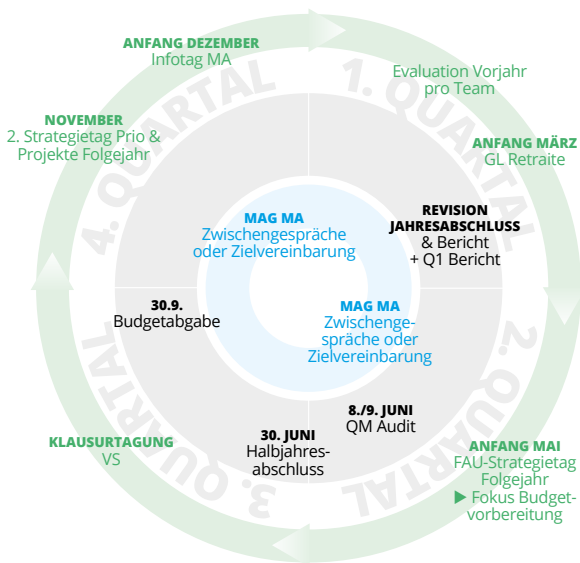 ANFANG DEZEMBER
Infotag MA
1. QUARTAL
Evaluation Vorjahr
pro Team
ANFANG MÄRZ
GL Retraite
REVISION
JAHRESABSCHLUSS
& Bericht
+ Q1 Bericht
2. QUARTAL
ANFANG MAI
FAU-Strategietag
Folgejahr
▶ Fokus Budget-
vorbereitung
8./9. JUNI
QM Audit
30. JUNI
Halbjahres-
abschluss
3. QUARTAL
KLAUSURTAGUNG
VS
30.9.
Budgetabgabe
4. QUARTAL
NOVEMBER
2. Strategietag Prio &
Projekte Folgejahr
MAG MA
Zwischengespräche
oder Zielvereinbarung
MAG MA
Zwischenge-
spräche oder
Zielvereinbarung